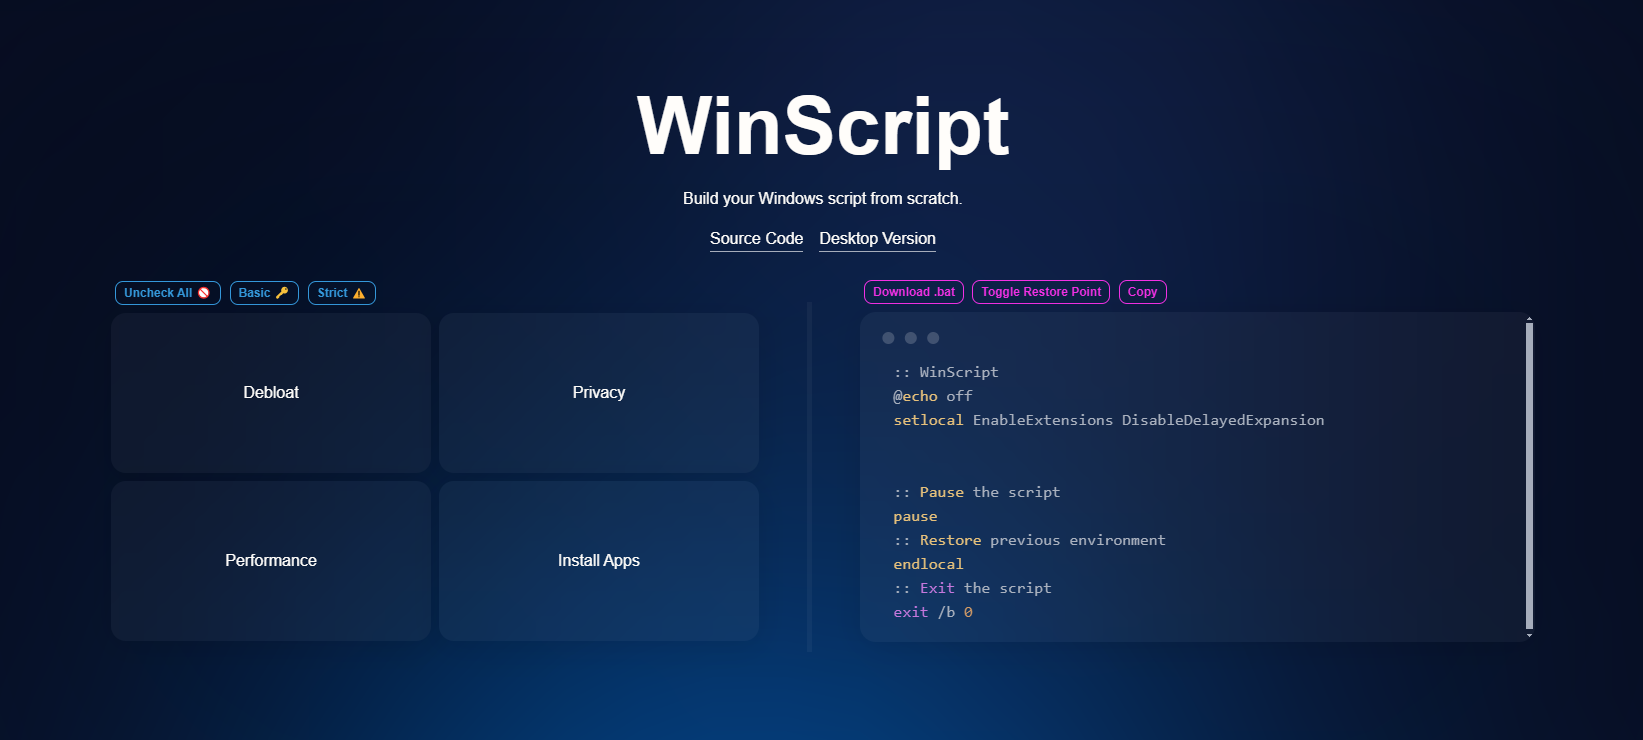 WinScript
Build your Windows script from scratch.
Source Code Desktop Version
Uncheck All 🚫 Basic 🔑 Strict ⚠️
Debloat
Privacy
Performance
Install Apps
Download .bat Toggle Restore Point Copy
:: WinScript
@echo off
setlocal EnableExtensions DisableDelayedExpansion
:: Pause the script
pause
:: Restore previous environment
endlocal
:: Exit the script
exit /b 0